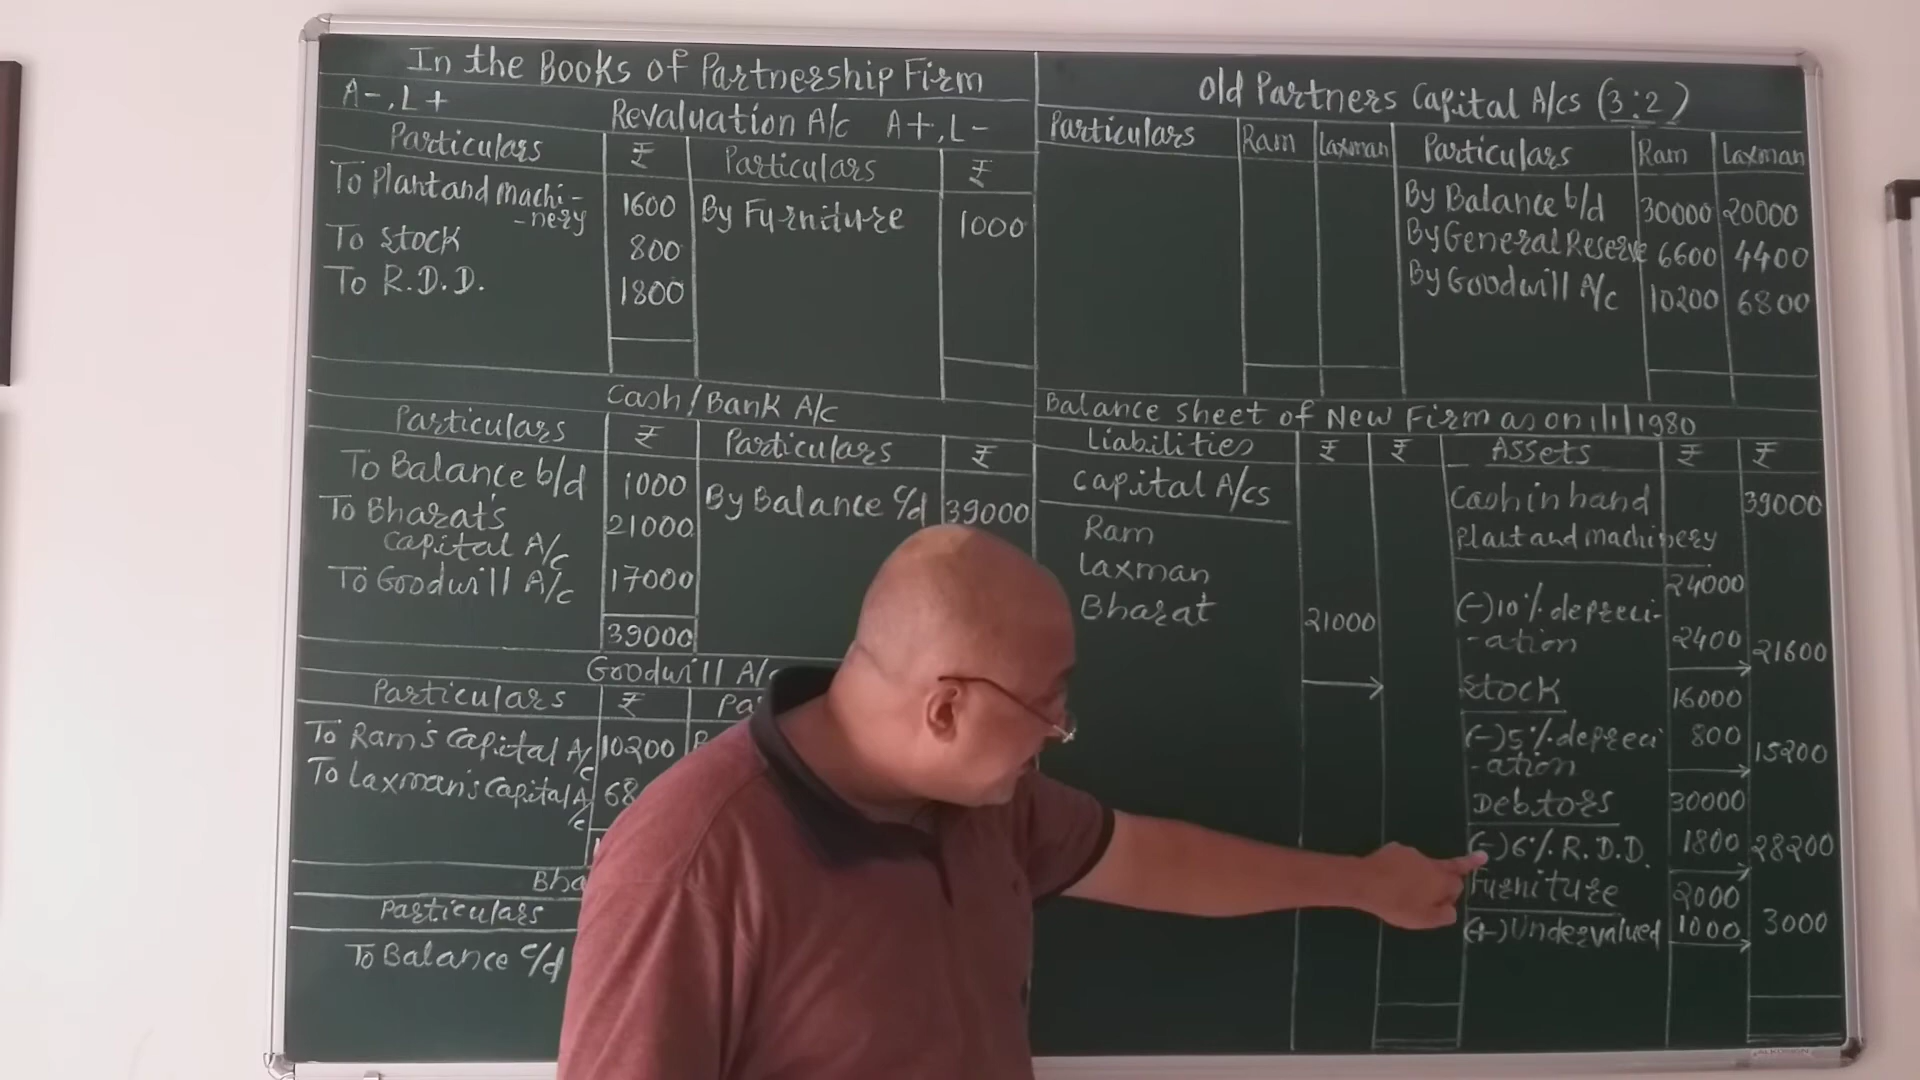 In the Books of Partnership Firm
A-, L+
Revaluation A/c A+, L-
Particulars ₹ Particulars ₹
To Plant and machi-
-nery 1600 By Furniture 1000
To Stock 800
To R.D.D. 1800
Cash/Bank A/c
Particulars ₹ Particulars ₹
To Balance b/d 1000 By Balance c/d 39000
To Bharat's 21000
Capital A/c
To Goodwill A/c 17000
39000
Goodwill A/c
Particulars ₹
To Ram's Capital A/c 10200
To Laxman's Capital A/c 68
Particulars
To Balance c/d
Old Partners Capital A/cs (3:2)
Particulars Ram Laxman Particulars Ram Laxman
By Balance b/d 30000 20000
By General Reserve 6600 4400
By Goodwill A/c 10200 6800
Balance sheet of New Firm as on 1/1/1980
Liabilities ₹ ₹ Assets ₹ ₹
Capital A/cs Cash in hand 39000
Ram Plant and machinery
Laxman 24000
Bharat 21000 (-) 10% depreci-
-ation 2400 21600
Stock 16000
(-) 5% depreci 800 15200
-ation
Debtors 30000
(-) 6% R.D.D. 1800 28200
Furniture 2000
(+) Undervalued 1000 3000